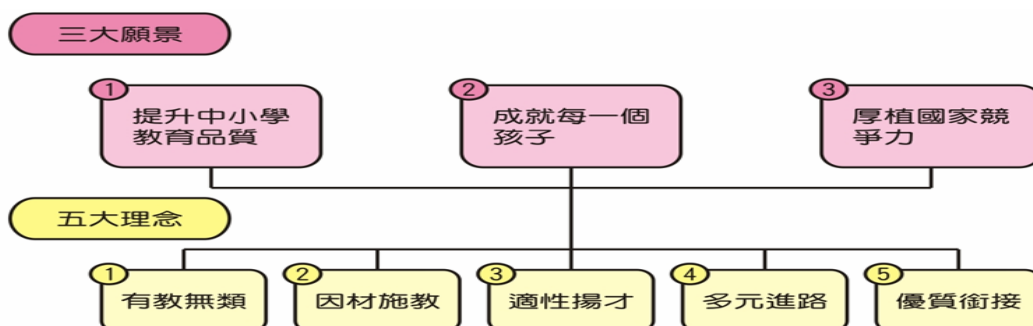 三大願景
1
提升中小學
教育品質
2
成就每一個
孩子
3
厚植國家競
爭力
五大理念
1
有教無類
2
因材施教
3
適性揚才
4
多元進路
5
優質銜接